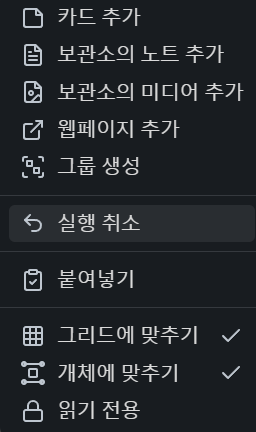 카드 추가
보관소의 노트 추가
보관소의 미디어 추가
웹페이지 추가
그룹 생성
실행 취소
붙여넣기
그리드에 맞추기
개체에 맞추기
읽기 전용